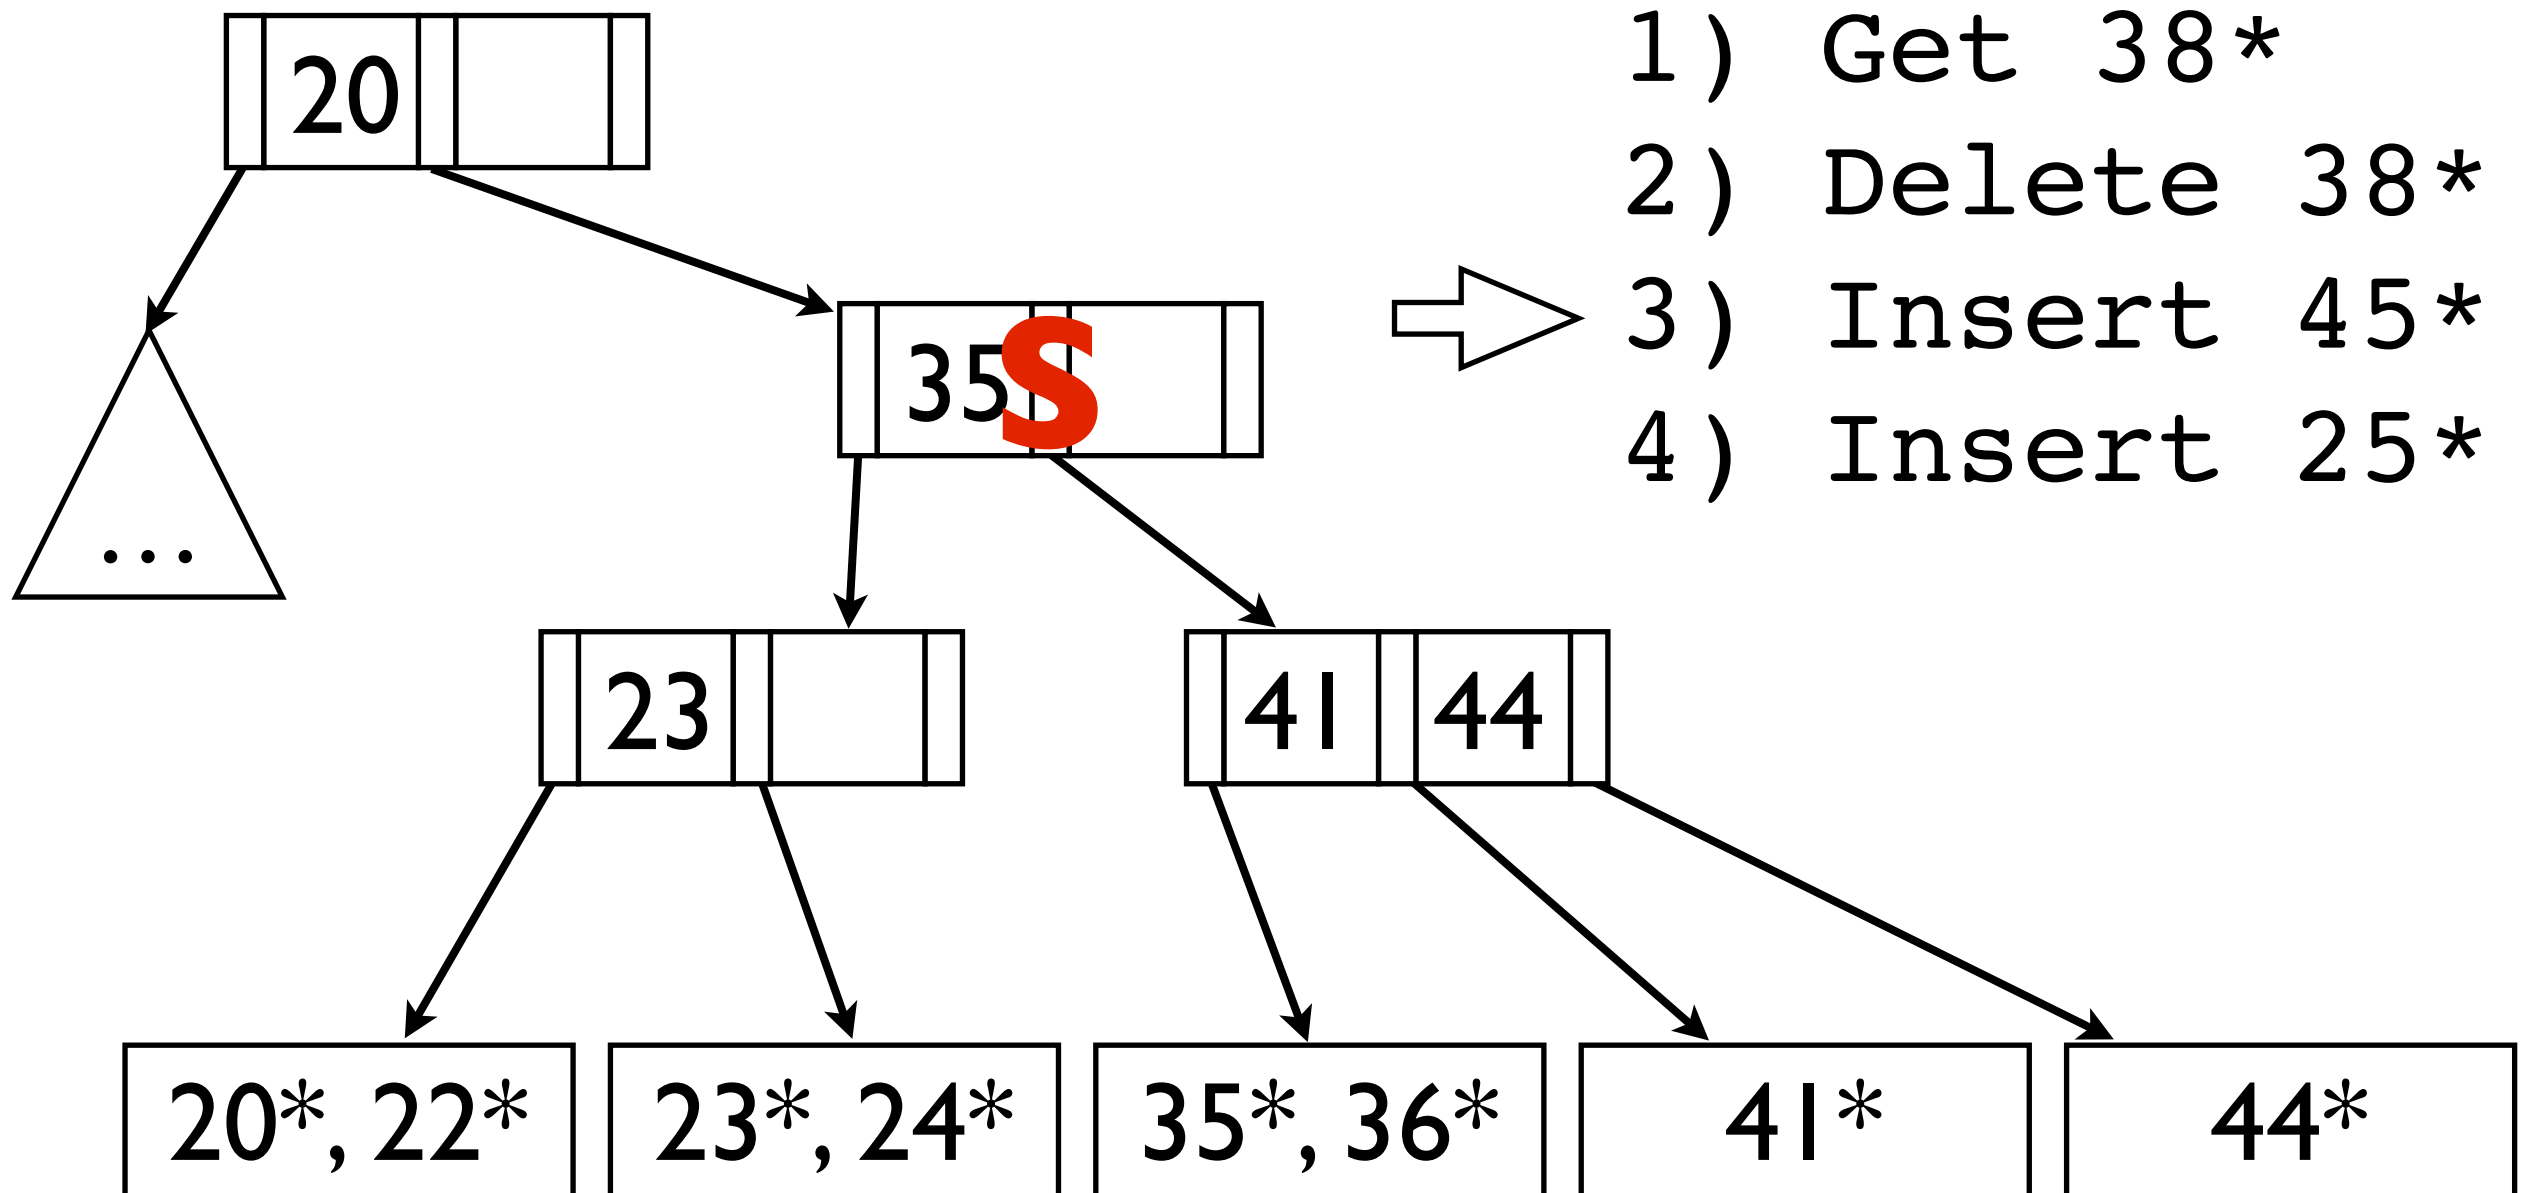 1) Get 38*
2) Delete 38*
3) Insert 45*
4) Insert 25*
20
35
S
23
41 44
...
20*, 22*
23*, 24*
35*, 36*
41*
44*